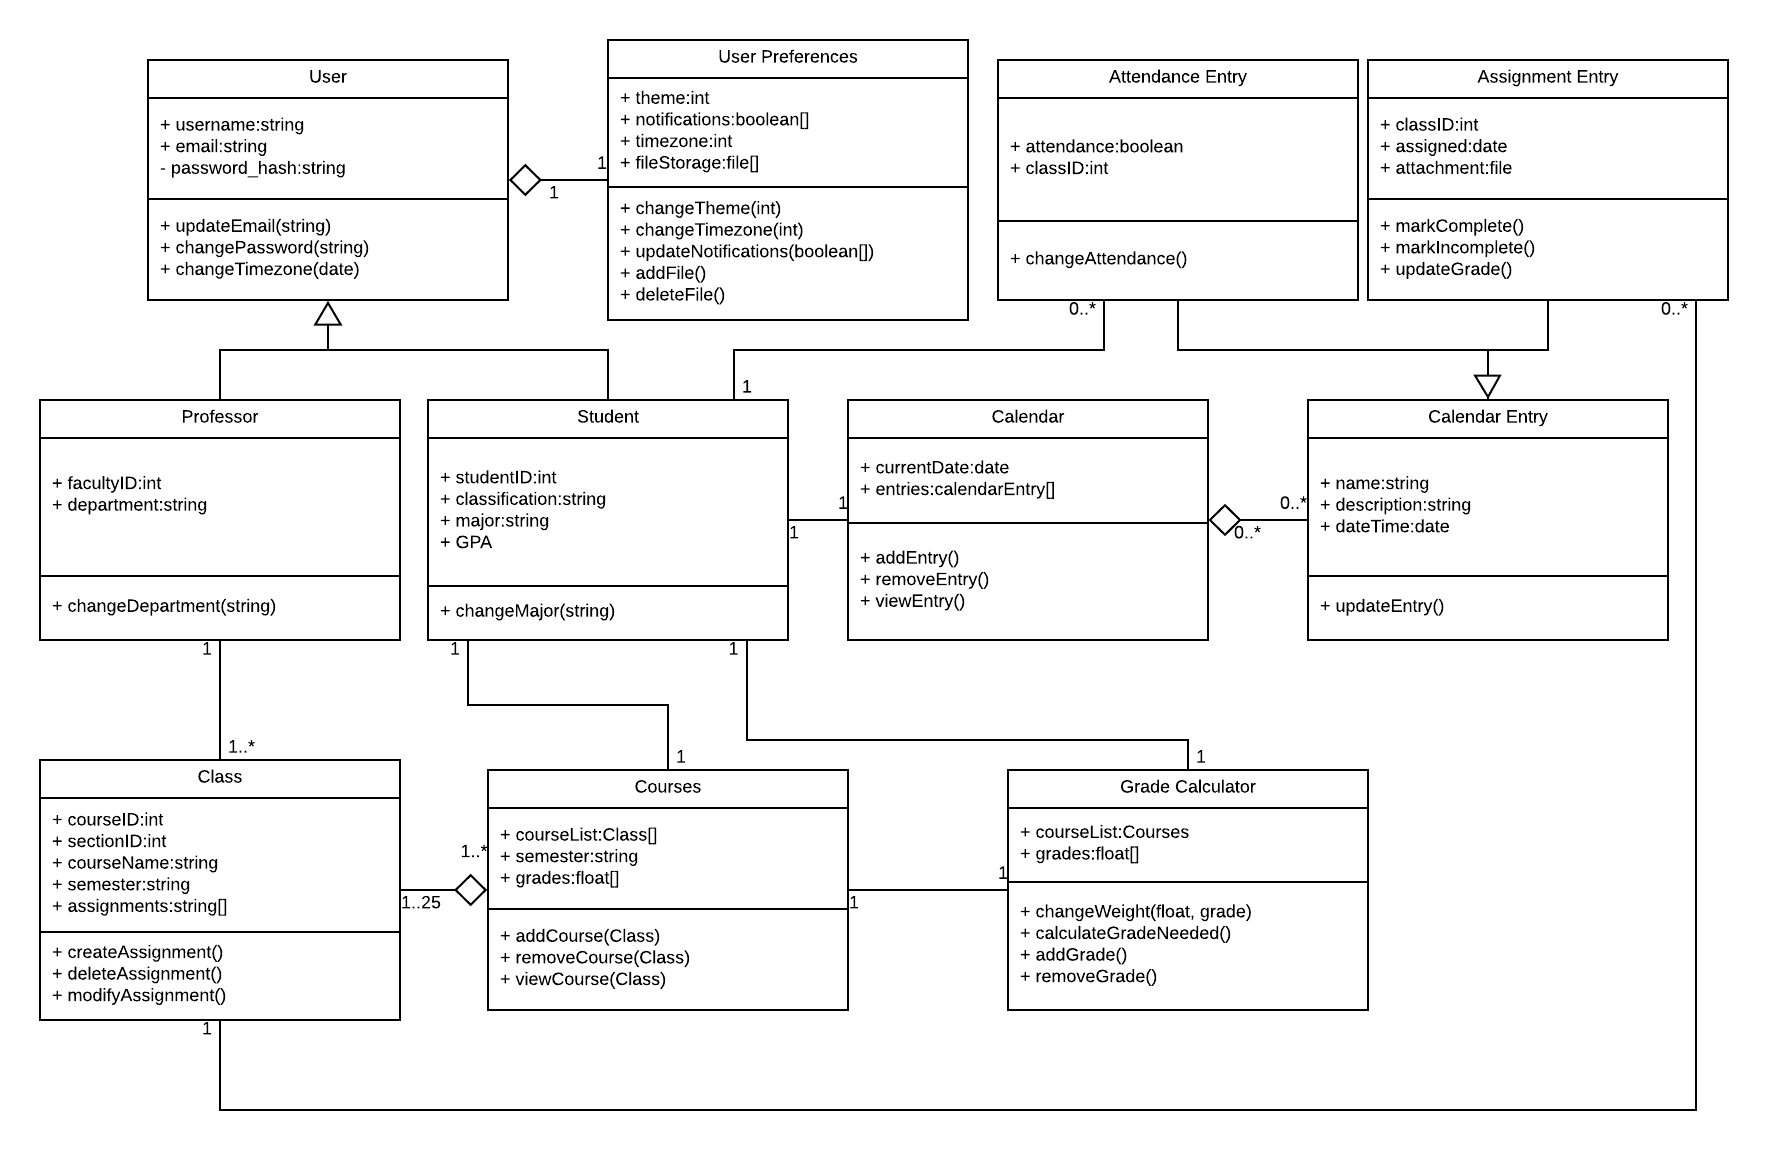 User
+ username:string
+ email:string
- password_hash:string
+ updateEmail(string)
+ changePassword(string)
+ changeTimezone(date)
1
1
User Preferences
+ theme:int
+ notifications:boolean[]
+ timezone:int
+ fileStorage:file[]
+ changeTheme(int)
+ changeTimezone(int)
+ updateNotifications(boolean[])
+ addFile()
+ deleteFile()
Attendance Entry
+ attendance:boolean
+ classID:int
+ changeAttendance()
0..*
Assignment Entry
+ classID:int
+ assigned:date
+ attachment:file
+ markComplete()
+ markIncomplete()
+ updateGrade()
0..*
Professor
+ facultyID:int
+ department:string
+ changeDepartment(string)
1
1
Student
+ studentID:int
+ classification:string
+ major:string
+ GPA
+ changeMajor(string)
1
1
1
1
Calendar
+ currentDate:date
+ entries:calendarEntry[]
+ addEntry()
+ removeEntry()
+ viewEntry()
0..*
0..*
Calendar Entry
+ name:string
+ description:string
+ dateTime:date
+ updateEntry()
1..*
Class
+ courseID:int
+ sectionID:int
+ courseName:string
+ semester:string
+ assignments:string[]
+ createAssignment()
+ deleteAssignment()
+ modifyAssignment()
1
1..*
1..25
1
Courses
+ courseList:Class[]
+ semester:string
+ grades:float[]
+ addCourse(Class)
+ removeCourse(Class)
+ viewCourse(Class)
1
1
1
Grade Calculator
+ courseList:Courses
+ grades:float[]
+ changeWeight(float, grade)
+ calculateGradeNeeded()
+ addGrade()
+ removeGrade()